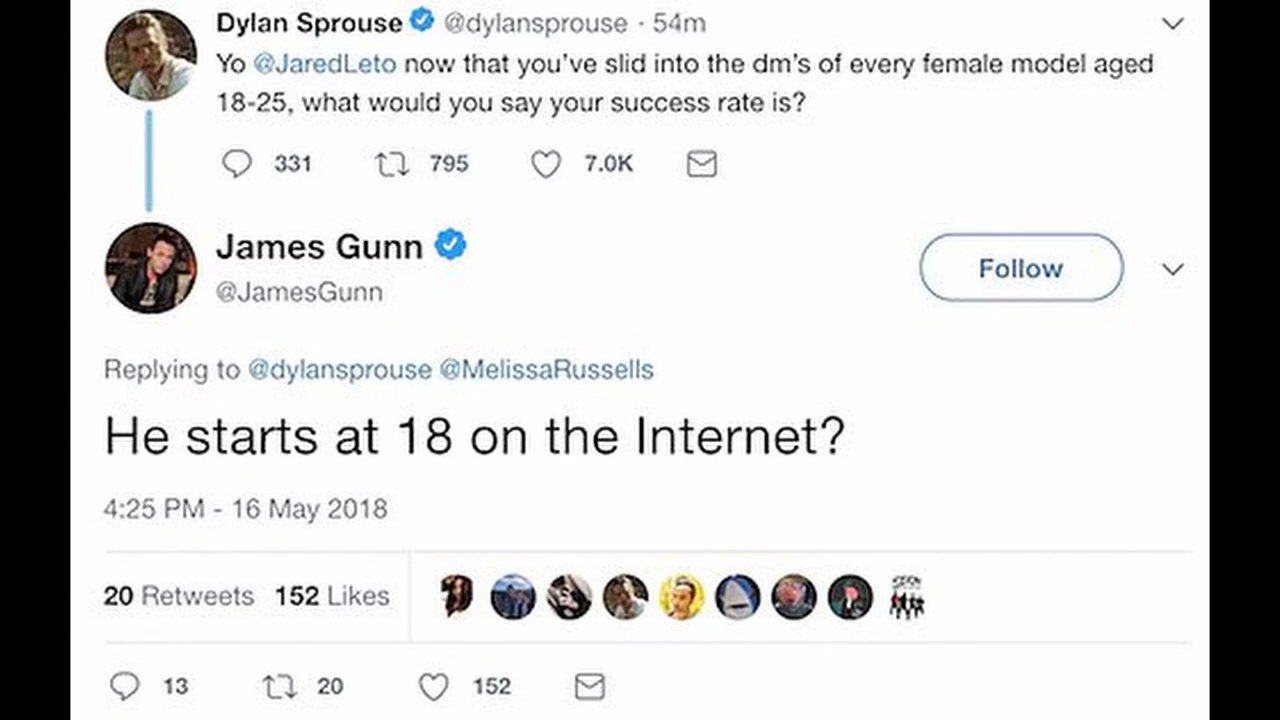 Dylan Sprouse @dylansprouse · 54m
Yo @JaredLeto now that you've slid into the dm's of every female model aged
18-25, what would you say your success rate is?
331 795 7.0K
James Gunn
@JamesGunn
Follow
Replying to @dylansprouse @MelissaRussells
He starts at 18 on the Internet?
4:25 PM - 16 May 2018
20 Retweets 152 Likes
13 20 152